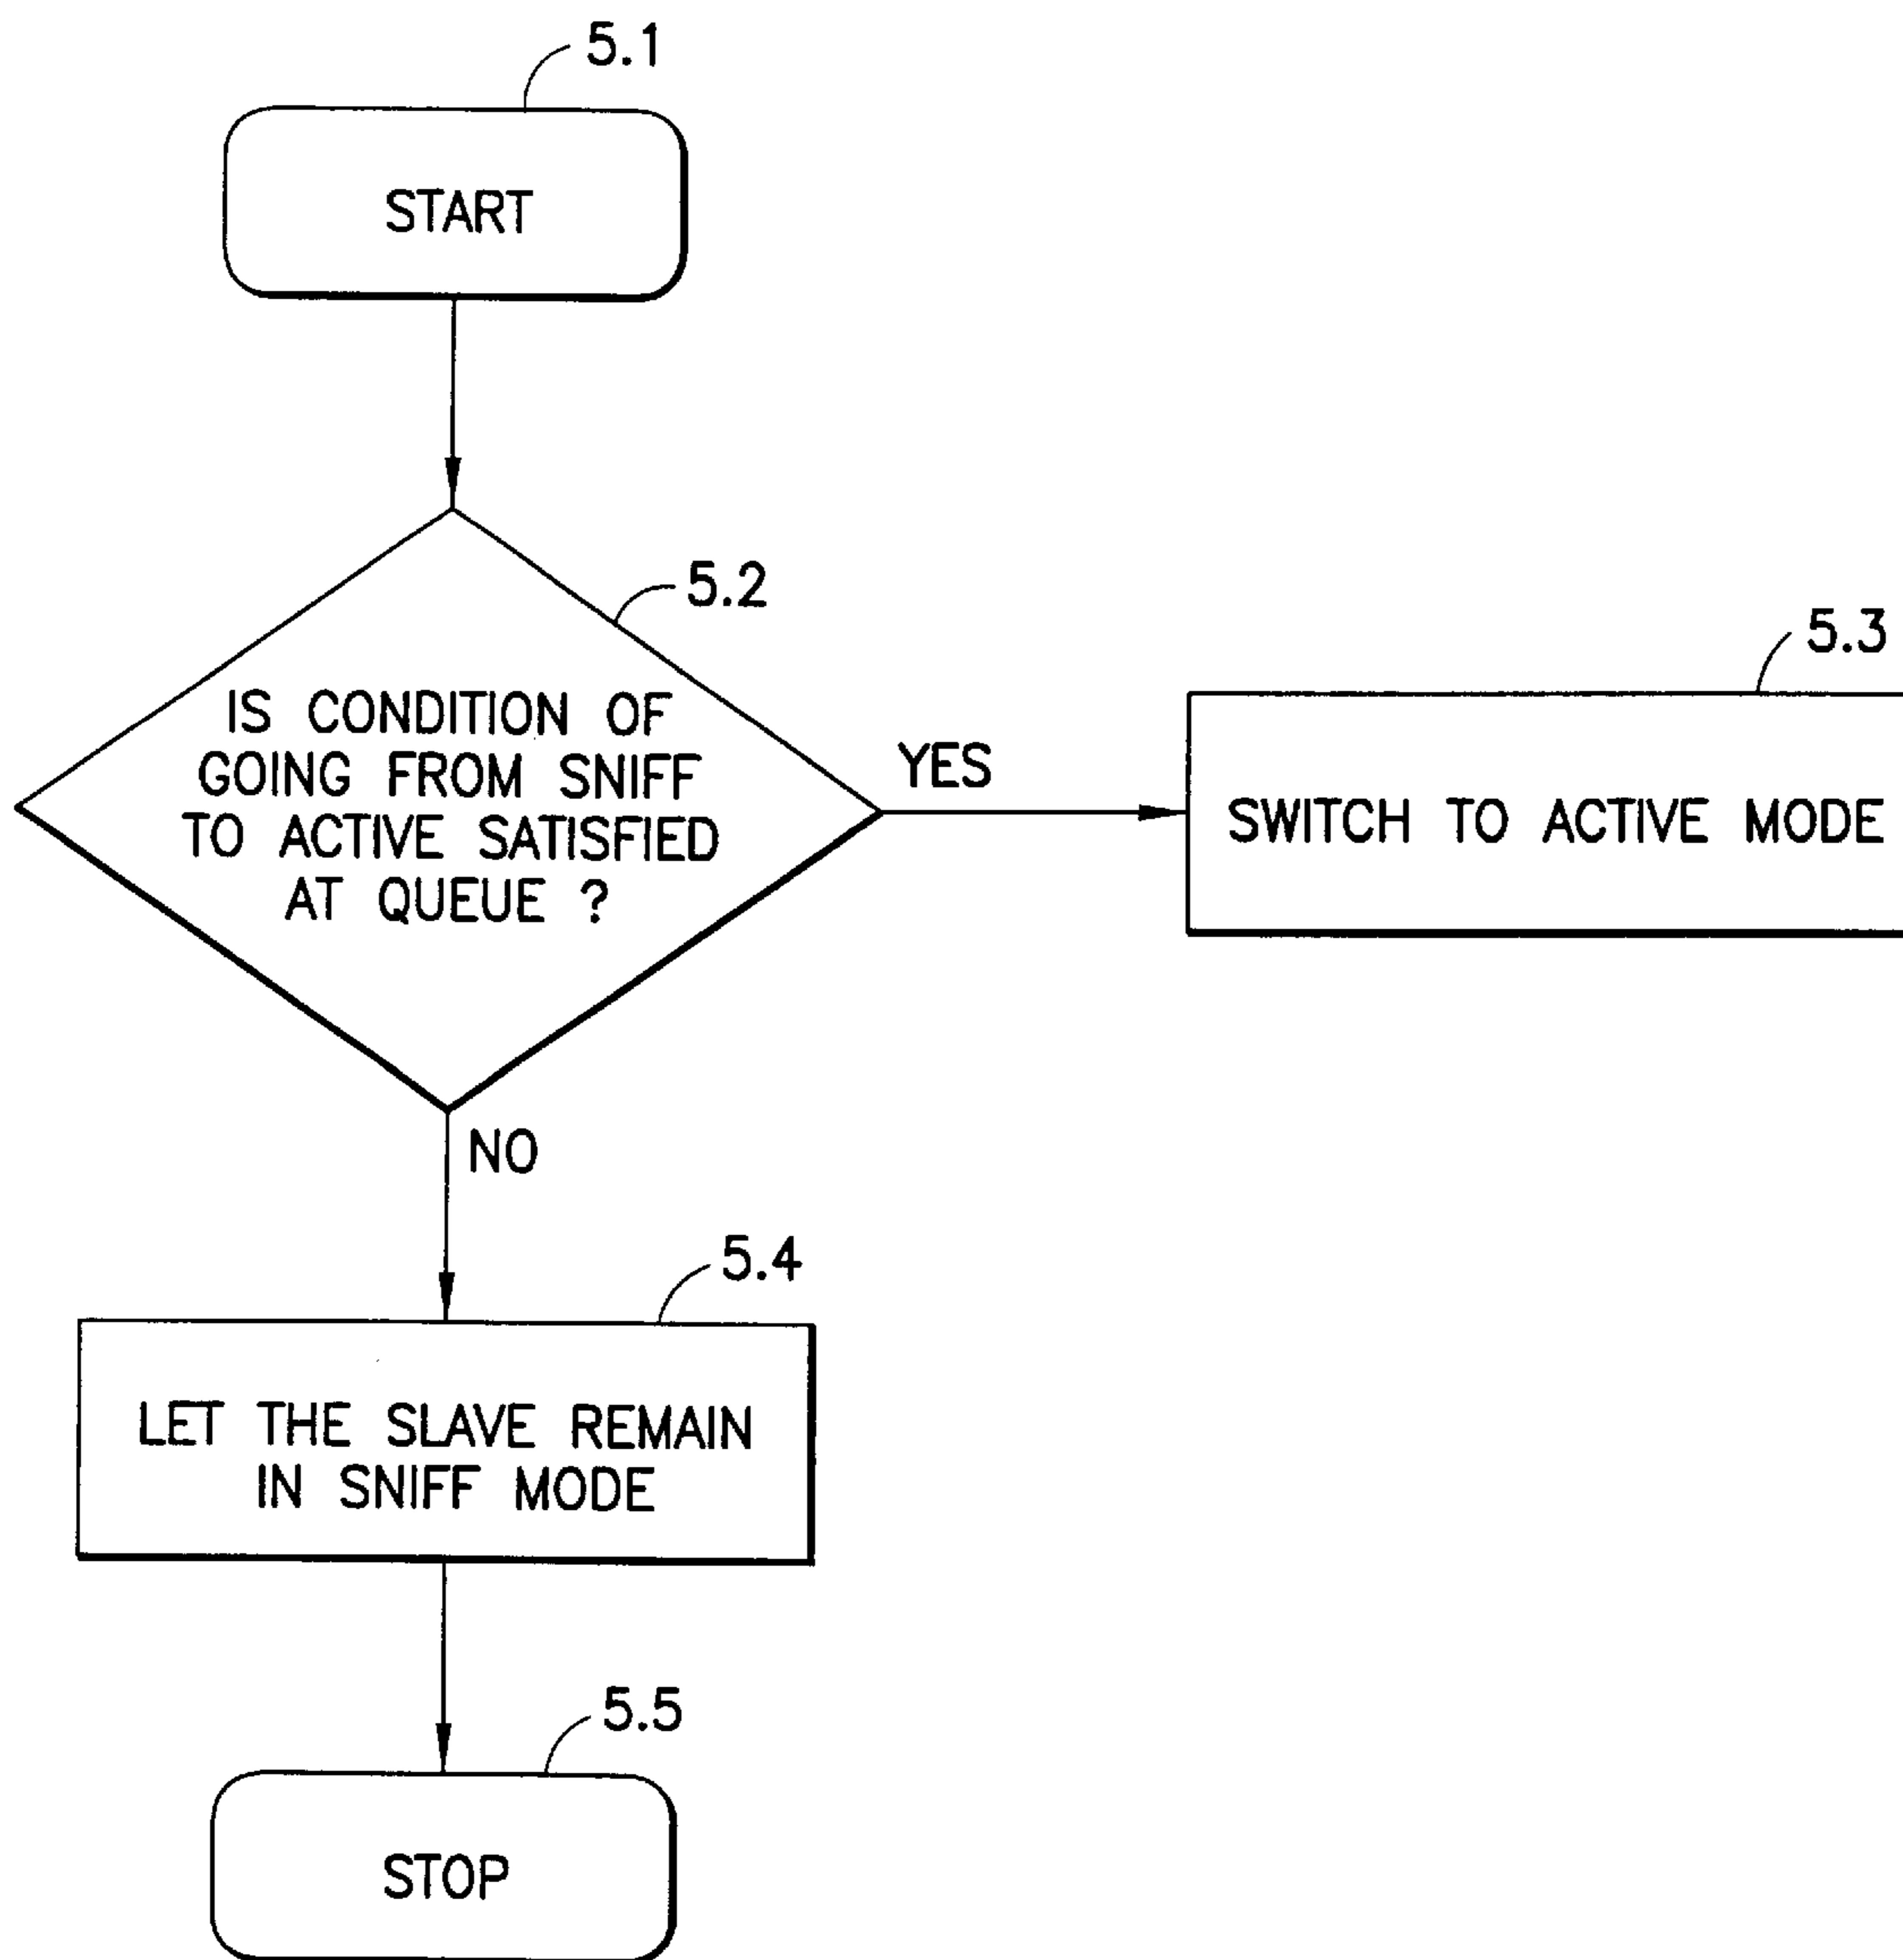 5.1
START
5.2
IS CONDITION OF
GOING FROM SNIFF
TO ACTIVE SATISFIED
AT QUEUE ?
YES
5.3
SWITCH TO ACTIVE MODE
NO
5.4
LET THE SLAVE REMAIN
IN SNIFF MODE
5.5
STOP